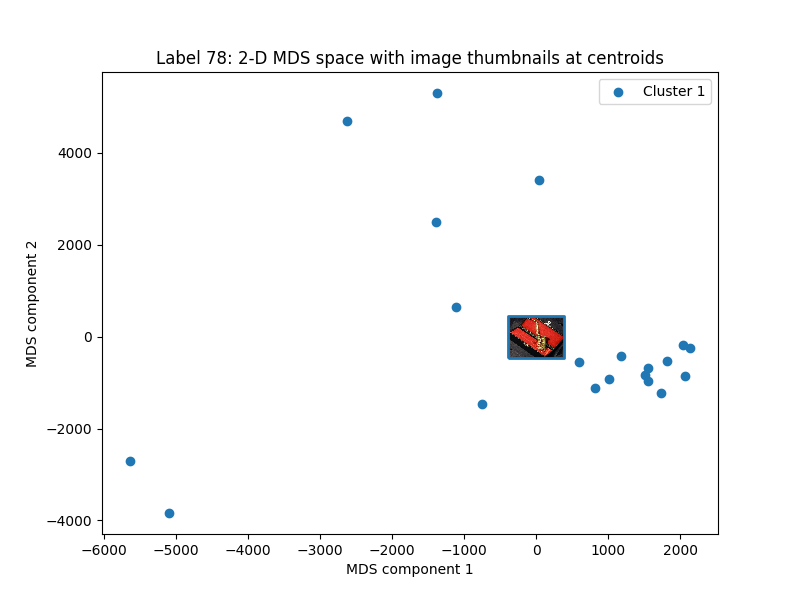 Label 78: 2-D MDS space with image thumbnails at centroids
Cluster 1
4000
2000
0
−2000
−4000
MDS component 2
−6000 −5000 −4000 −3000 −2000 −1000 0 1000 2000
MDS component 1